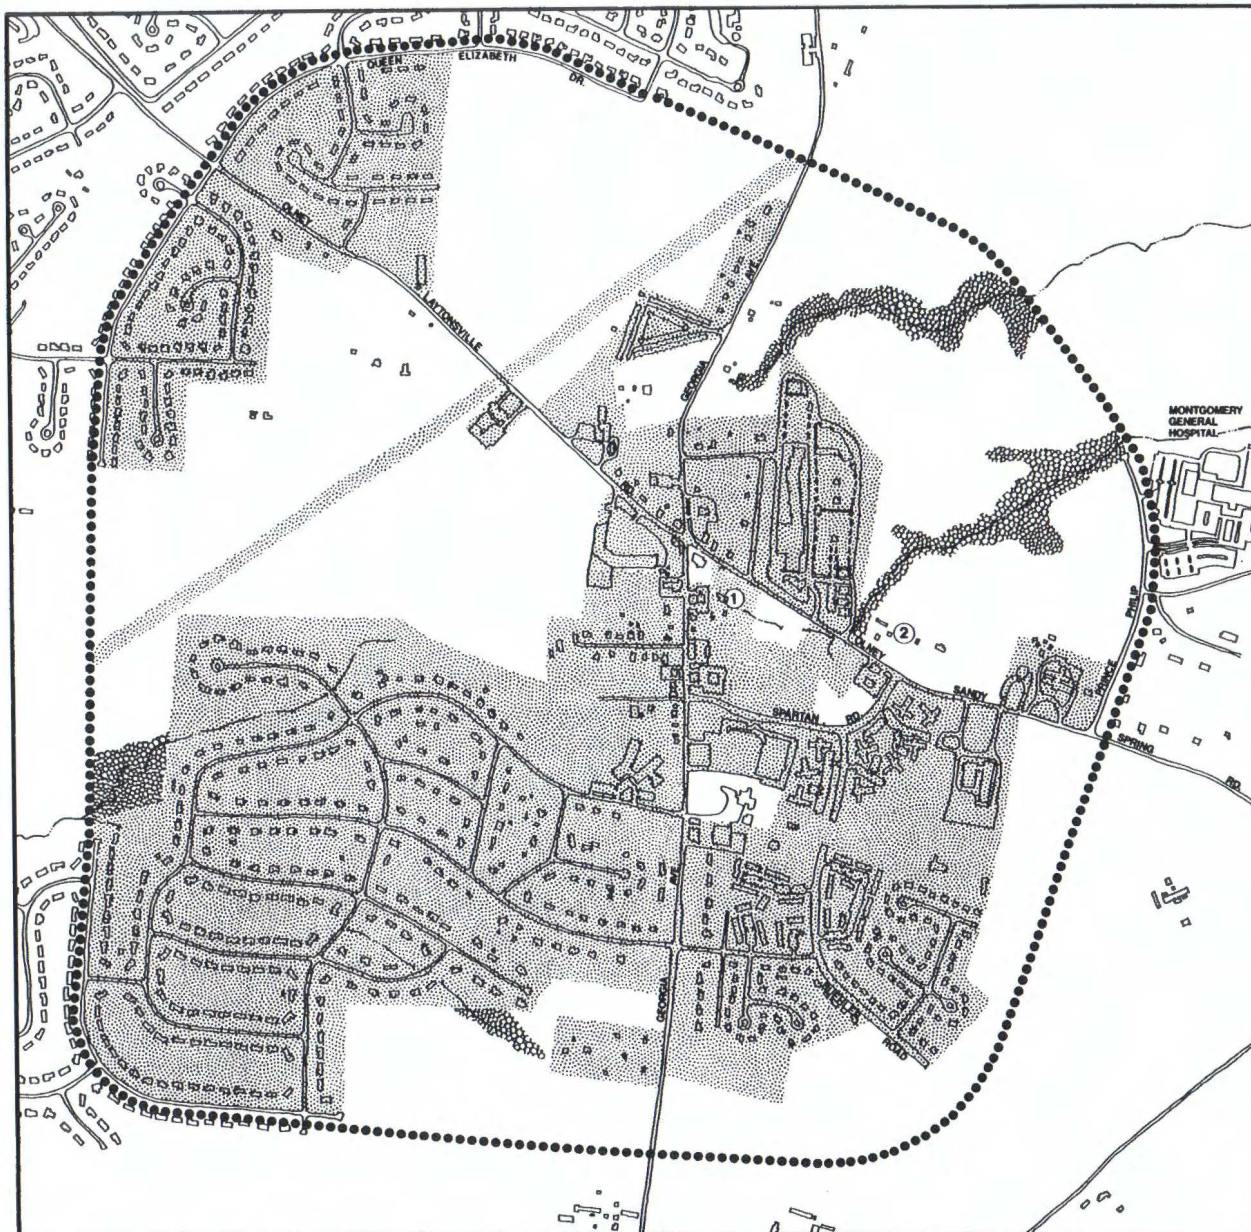 QUEEN
ELIZABETH
DR.
OLNEY
LAYTONSVILLE
RD.
GEORGIA
AVE.
MONTGOMERY
GENERAL
HOSPITAL
1
2
PRINCE
PHILIP
OLNEY
SANDY
SPRING
RD.
SPARTAN RD.
AVE.
GEORGIA
ROAD